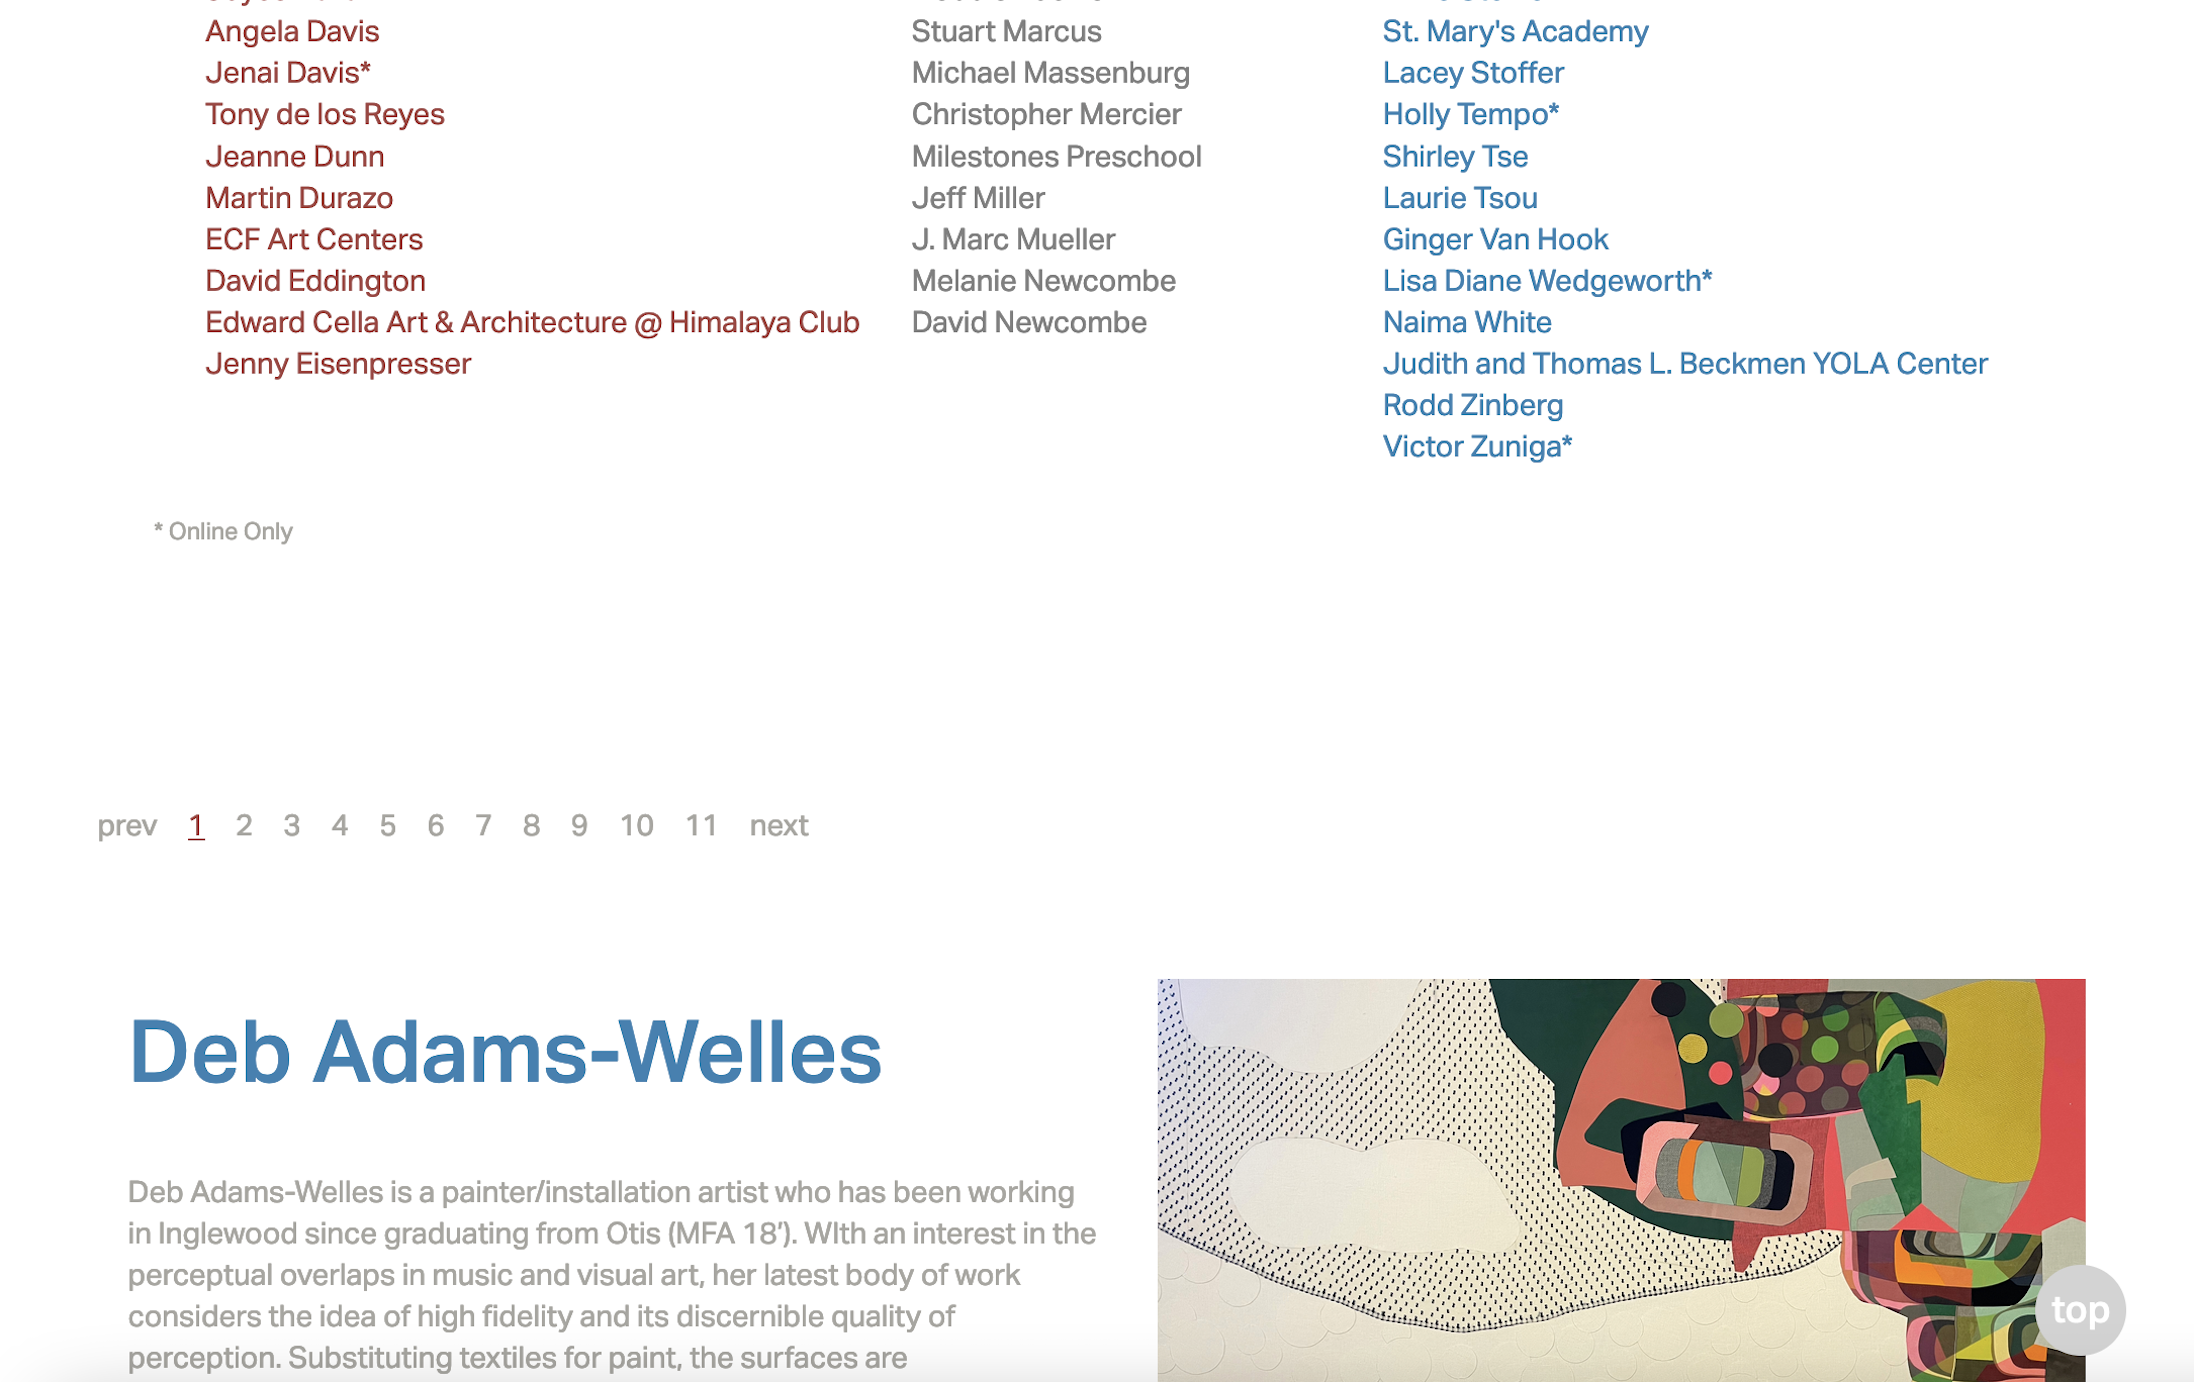 Angela Davis
Jenai Davis*
Tony de los Reyes
Jeanne Dunn
Martin Durazo
ECF Art Centers
David Eddington
Edward Cella Art & Architecture @ Himalaya Club
Jenny Eisenpresser
Stuart Marcus
Michael Massenburg
Christopher Mercier
Milestones Preschool
Jeff Miller
J. Marc Mueller
Melanie Newcombe
David Newcombe
St. Mary's Academy
Lacey Stoffer
Holly Tempo*
Shirley Tse
Laurie Tsou
Ginger Van Hook
Lisa Diane Wedgeworth*
Naima White
Judith and Thomas L. Beckmen YOLA Center
Rodd Zinberg
Victor Zuniga*
* Online Only
prev 1 2 3 4 5 6 7 8 9 10 11 next
Deb Adams-Welles
Deb Adams-Welles is a painter/installation artist who has been working
in Inglewood since graduating from Otis (MFA 18’). WIth an interest in the
perceptual overlaps in music and visual art, her latest body of work
considers the idea of high fidelity and its discernible quality of
perception. Substituting textiles for paint, the surfaces are
top